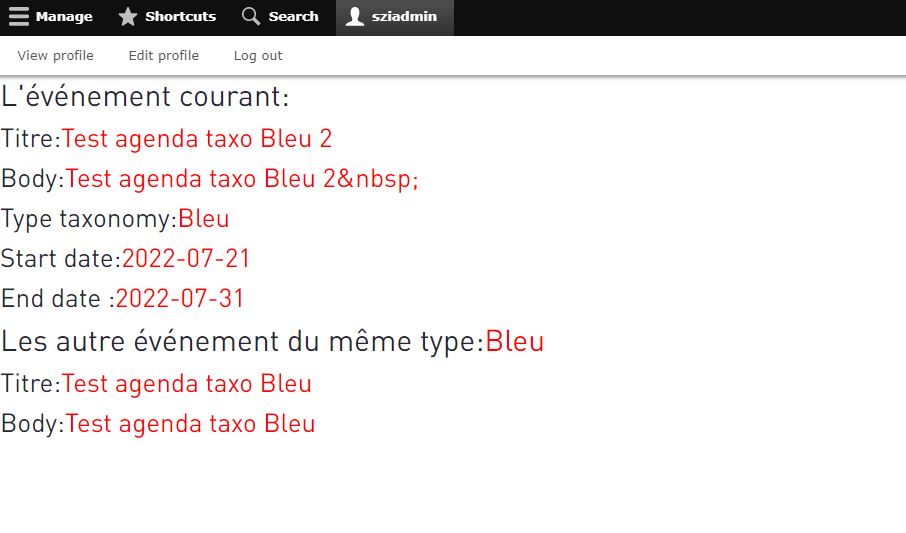 Manage Shortcuts Search sziadmin
View profile Edit profile Log out
L'événement courant:
Titre:Test agenda taxo Bleu 2
Body:Test agenda taxo Bleu 2&nbsp;
Type taxonomy:Bleu
Start date:2022-07-21
End date :2022-07-31
Les autre événement du même type:Bleu
Titre:Test agenda taxo Bleu
Body:Test agenda taxo Bleu